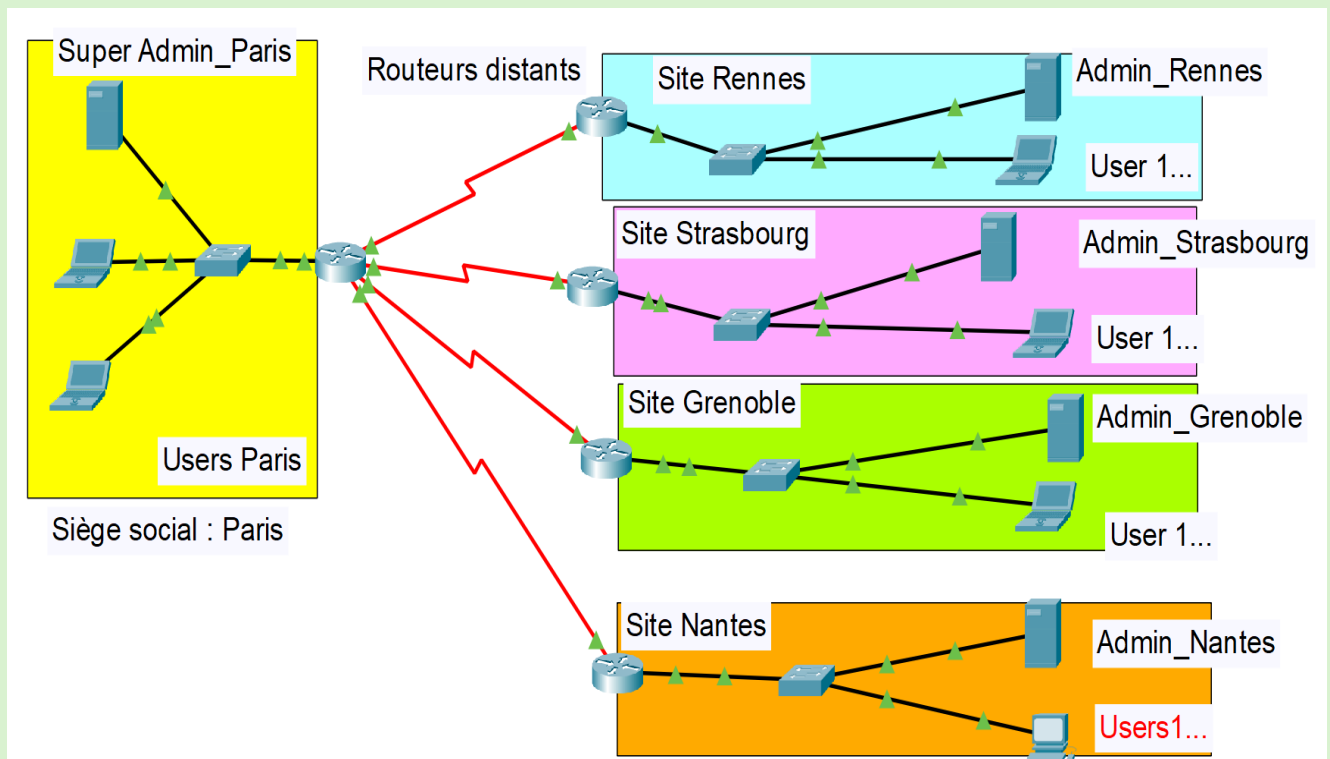 Super Admin_Paris
Routeurs distants
Site Rennes
Admin_Rennes
User 1...
Site Strasbourg
Admin_Strasbourg
User 1...
Site Grenoble
Admin_Grenoble
User 1...
Users Paris
Siège social : Paris
Site Nantes
Admin_Nantes
Users1...